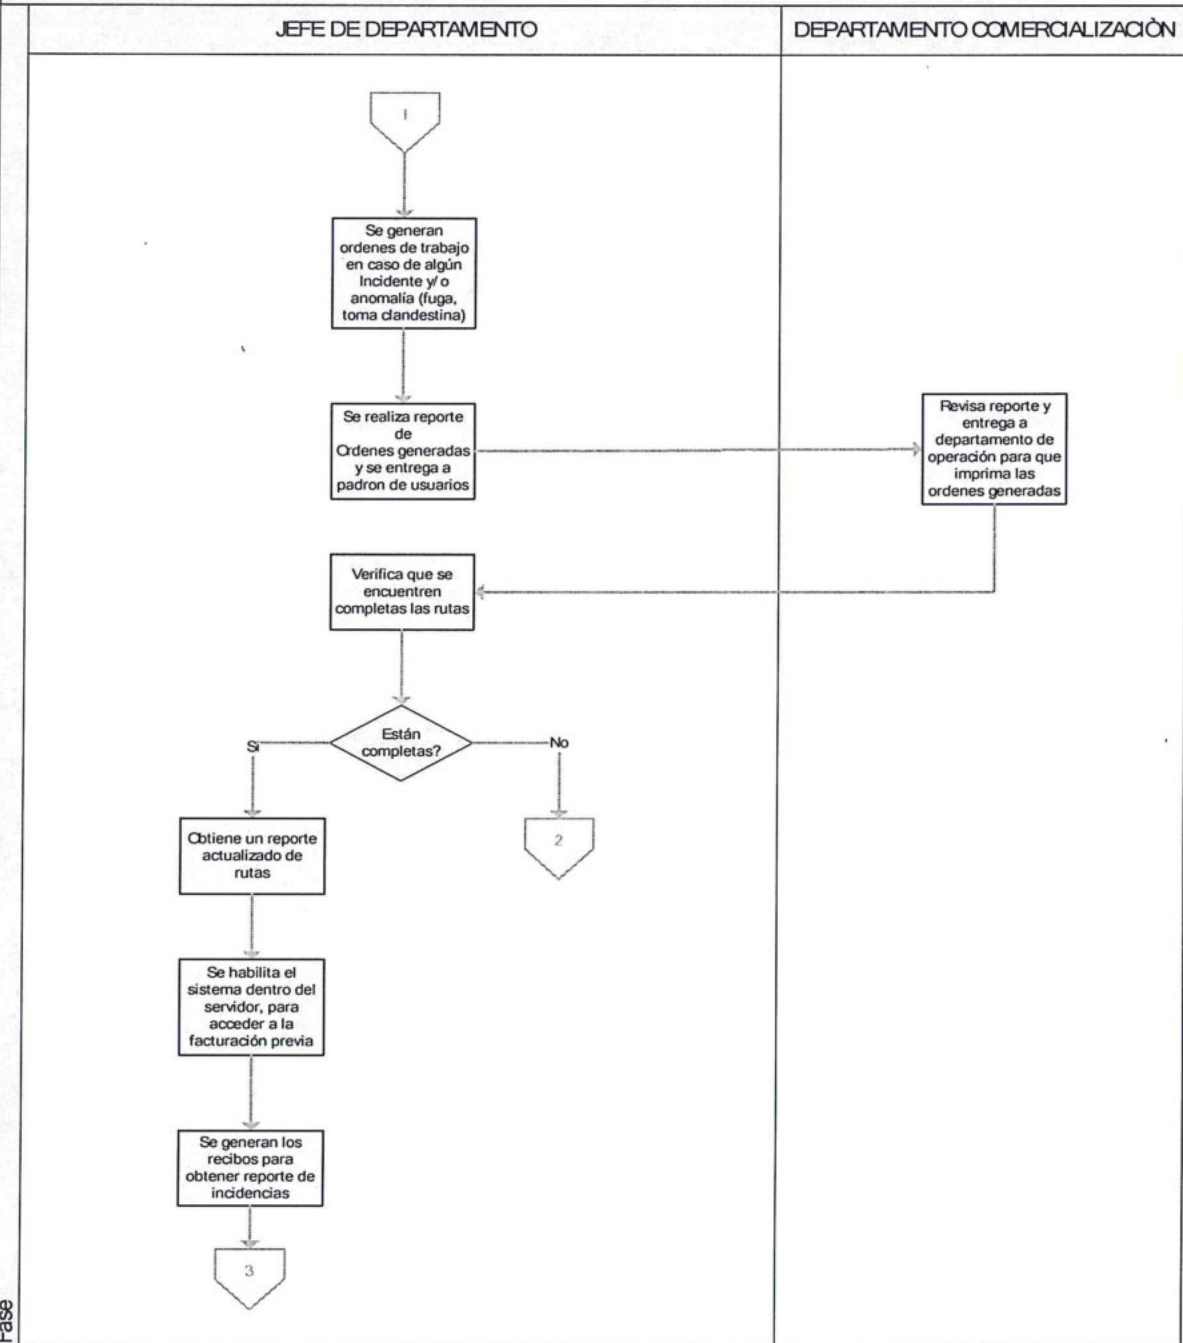 JEFE DE DEPARTAMENTO
DEPARTAMENTO COMERCIALIZACIÒN
1
Se generan
ordenes de trabajo
en caso de algún
Incidente y/o
anomalía (fuga,
toma clandestina)
Se realiza reporte
de
Ordenes generadas
y se entrega a
padron de usuarios
Revisa reporte y
entrega a
departamento de
operación para que
imprima las
ordenes generadas
Verifica que se
encuentren
completas las rutas
Están
completas?
Si
No
Obtiene un reporte
actualizado de
rutas
2
Se habilita el
sistema dentro del
servidor, para
acceder a la
facturación previa
Se generan los
recibos para
obtener reporte de
incidencias
3
Fase